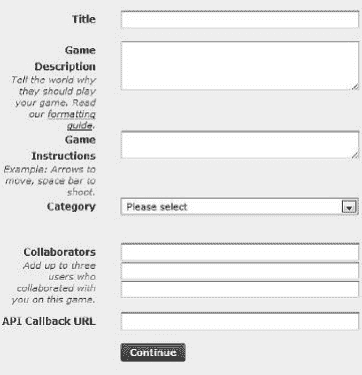 Title
Game
Description
Tell the world why
they should play
your game. Read
our formatting
guide.
Game
Instructions
Example: Arrows to
move, space bar to
shoot.
Category
Please select
Collaborators
Add up to three
users who
collaborated with
you on this game.
API Callback URL
Continue